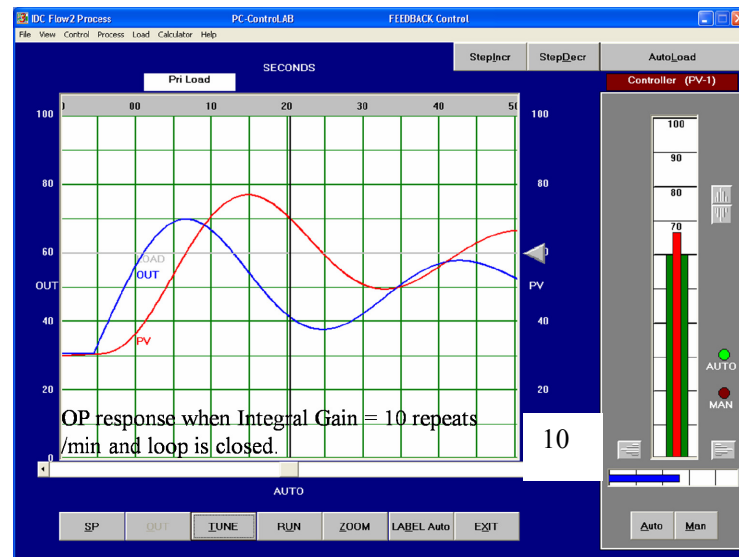 IDC Flow2 Process PC-ControLAB FEEDBACK Control
File View Control Process Load Calculator Help
StepIncr StepDecr AutoLoad
SECONDS
Pri Load
Controller (PV-1)
00 10 20 30 40
100 100
80 80
60
40 40
20 20
0
OUT PV
LOAD
OUT
PV
OP response when Integral Gain = 10 repeats
/min and loop is closed.
10
100
90
80
70
AUTO
MAN
AUTO
SP OUT TUNE RUN ZOOM LABEL Auto EXIT
Auto Man